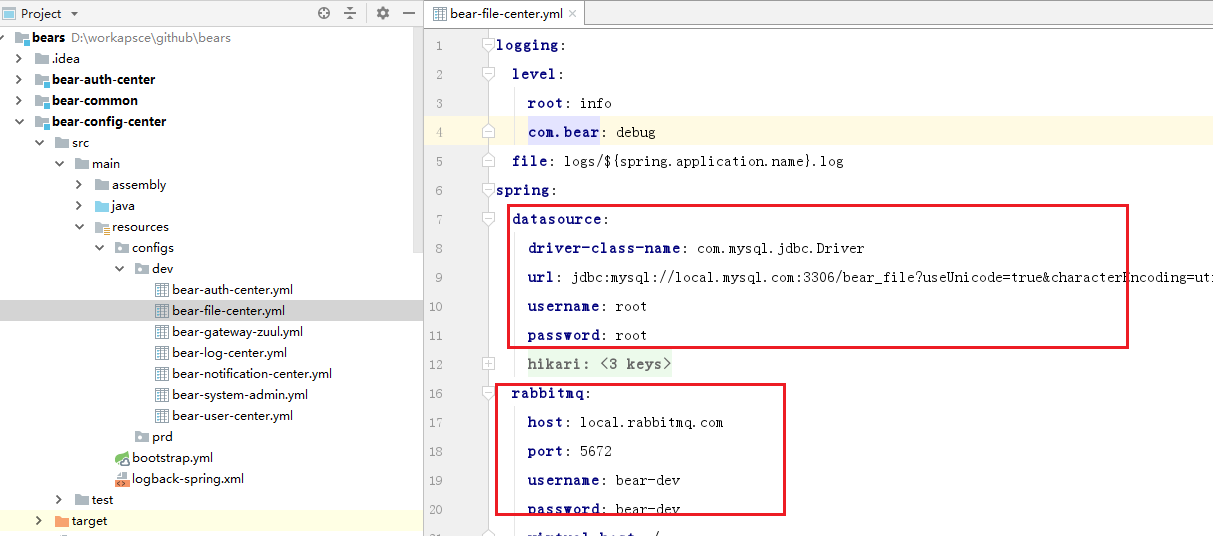 Project
bears D:\workapsce\github\bears
.idea
bear-auth-center
bear-common
bear-config-center
src
main
assembly
java
resources
configs
dev
bear-auth-center.yml
bear-file-center.yml
bear-gateway-zuul.yml
bear-log-center.yml
bear-notification-center.yml
bear-system-admin.yml
bear-user-center.yml
prd
bootstrap.yml
logback-spring.xml
test
target
bear-file-center.yml
1 logging:
2 level:
3 root: info
4 com.bear: debug
5 file: logs/${spring.application.name}.log
6 spring:
7 datasource:
8 driver-class-name: com.mysql.jdbc.Driver
9 url: jdbc:mysql://local.mysql.com:3306/bear_file?useUnicode=true&characterEncoding=ut
10 username: root
11 password: root
12 hikari: <3 keys>
16 rabbitmq:
17 host: local.rabbitmq.com
18 port: 5672
19 username: bear-dev
20 password: bear-dev